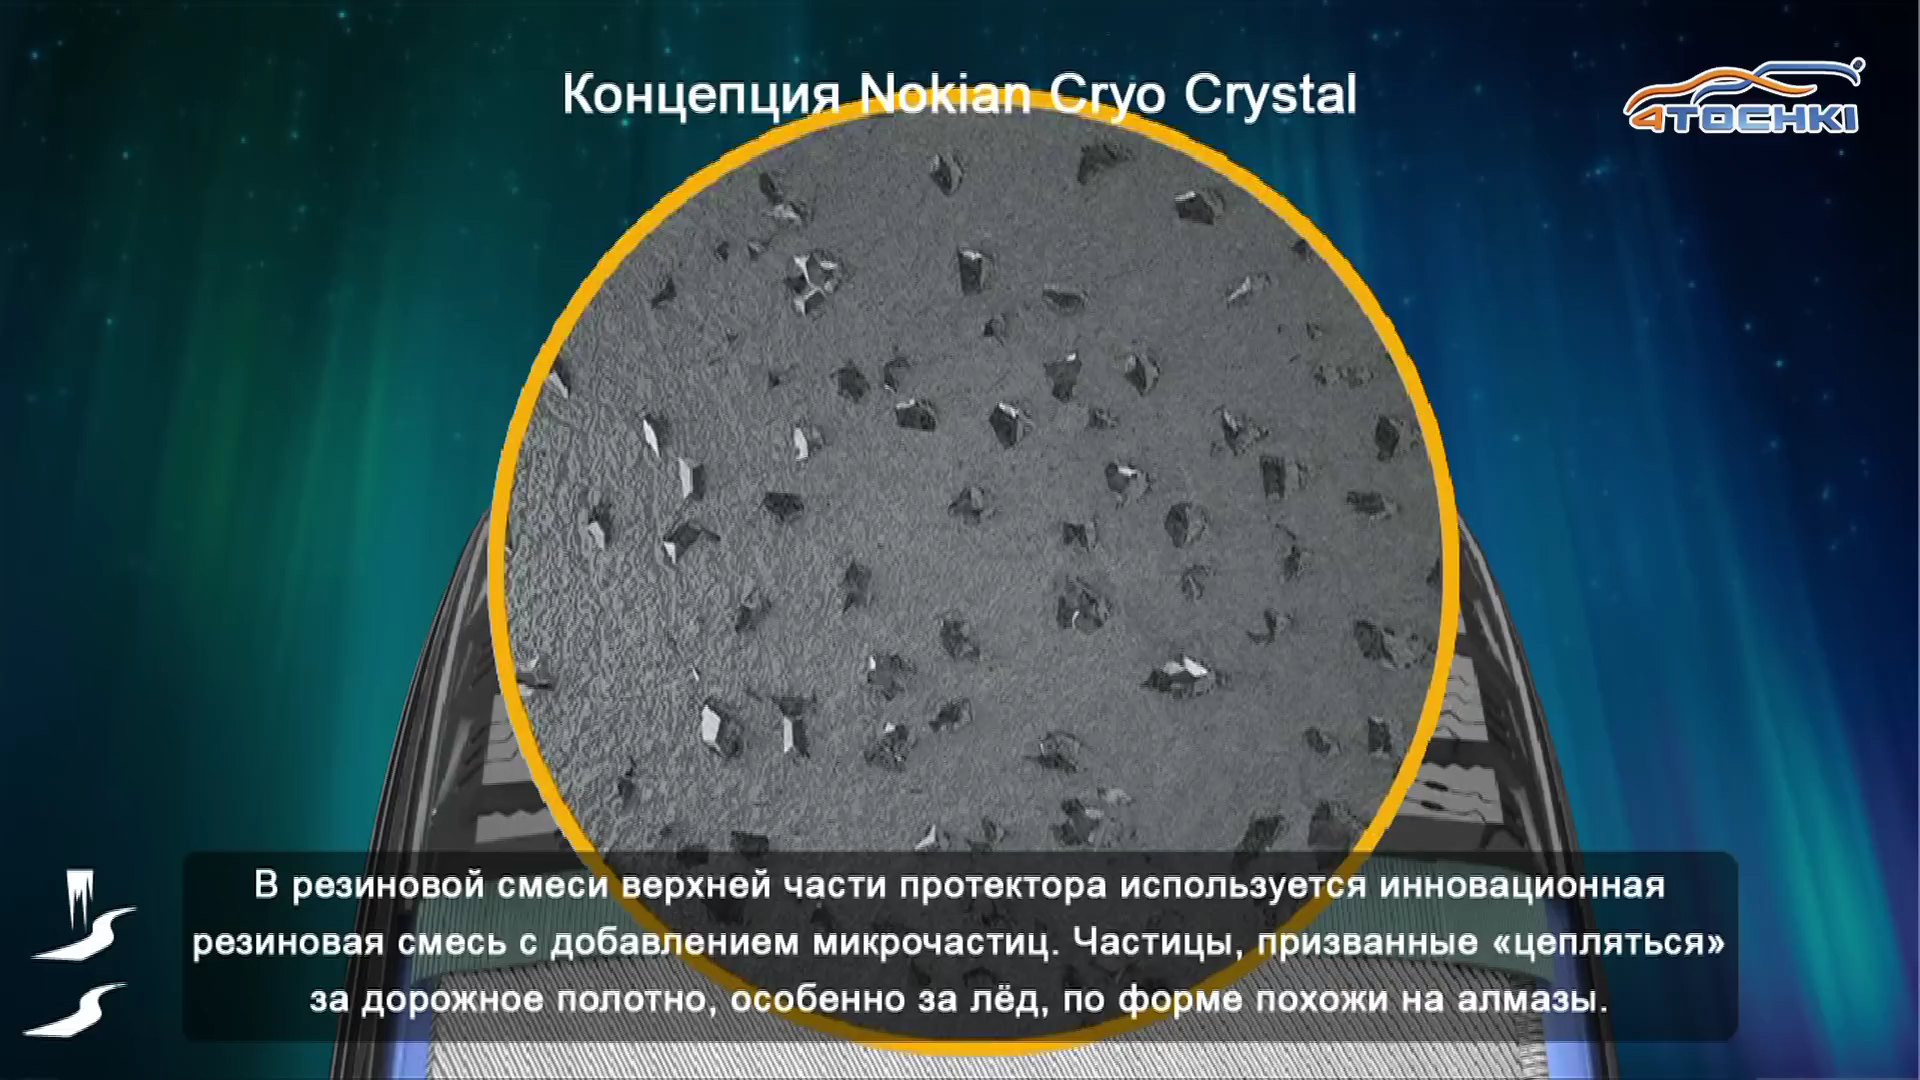 Концепция Nokian Cryo Crystal
4TOCHKI
В резиновой смеси верхней части протектора используется инновационная
резиновая смесь с добавлением микрочастиц. Частицы, призванные «цепляться»
за дорожное полотно, особенно за лёд, по форме похожи на алмазы.